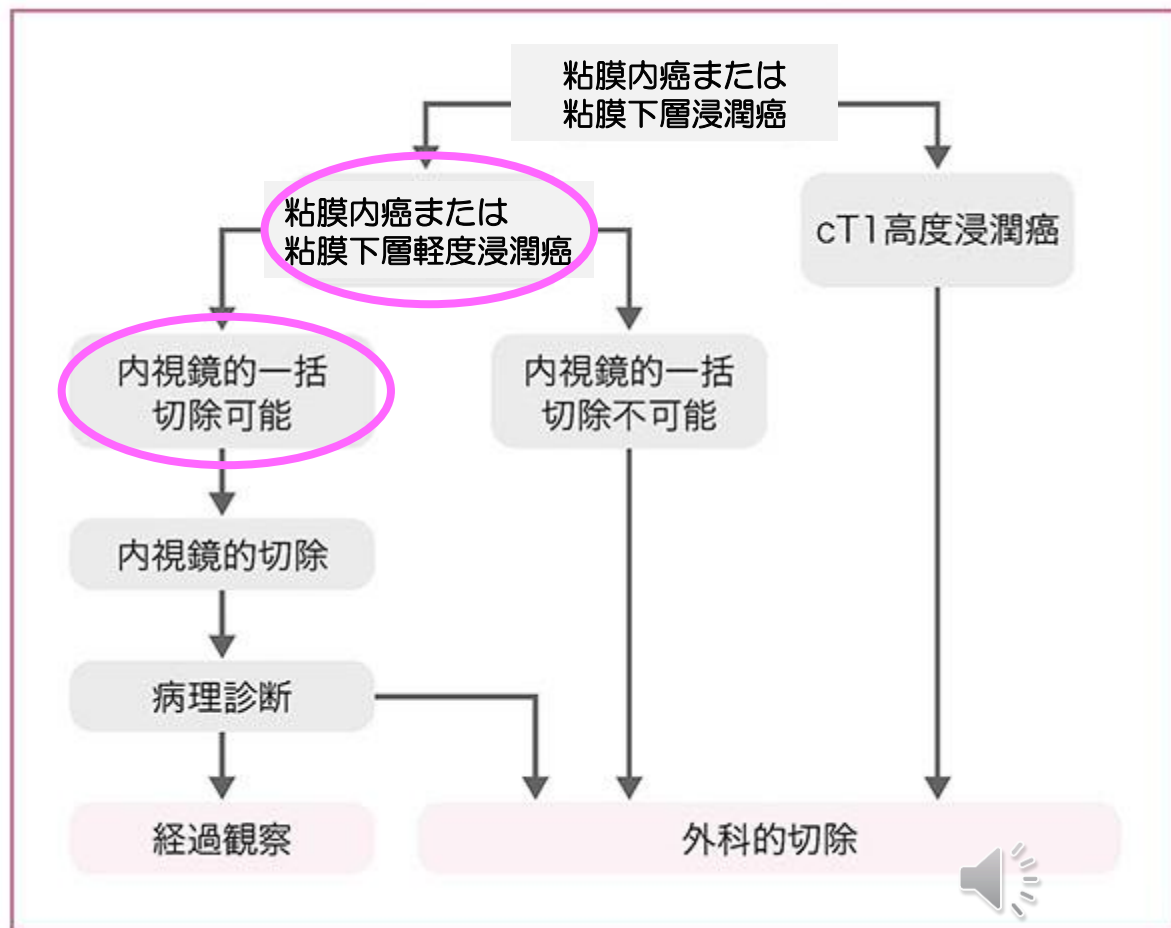 粘膜内癌または
粘膜下層浸潤癌
粘膜内癌または
粘膜下層軽度浸潤癌
cT1高度浸潤癌
内視鏡的一括
切除可能
内視鏡的一括
切除不可能
内視鏡的切除
病理診断
経過観察
外科的切除